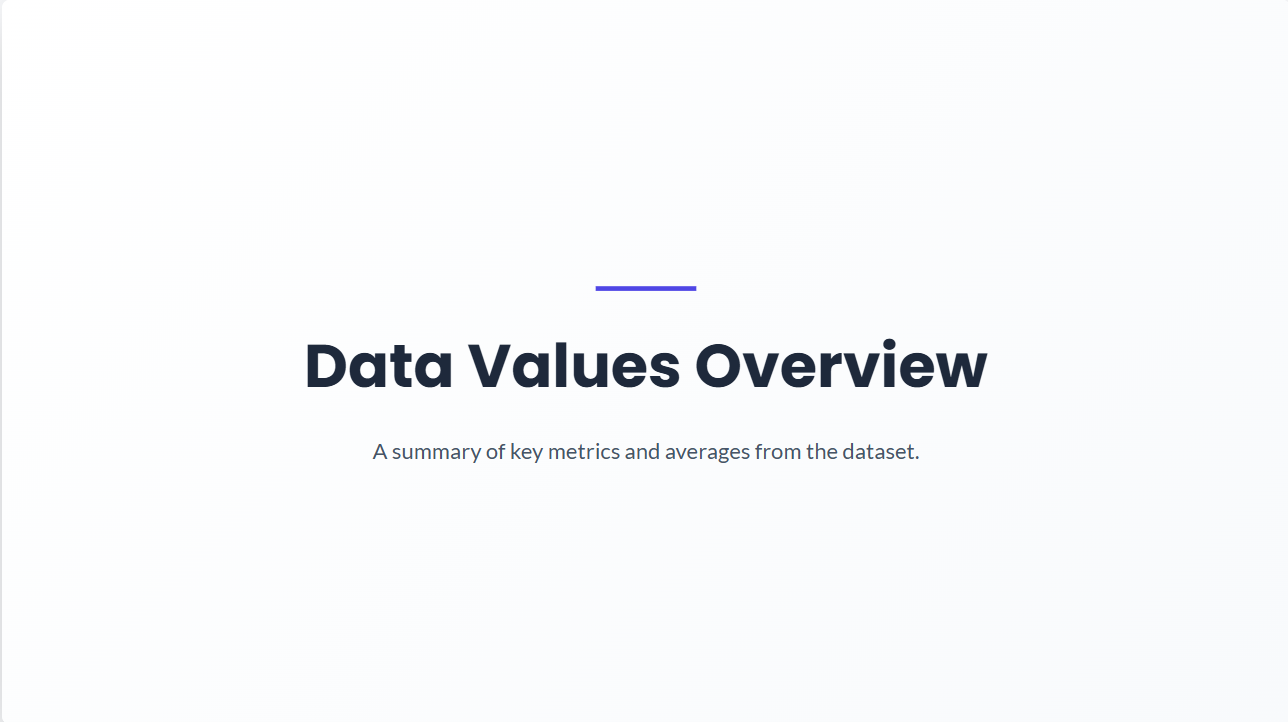 Data Values Overview
A summary of key metrics and averages from the dataset.